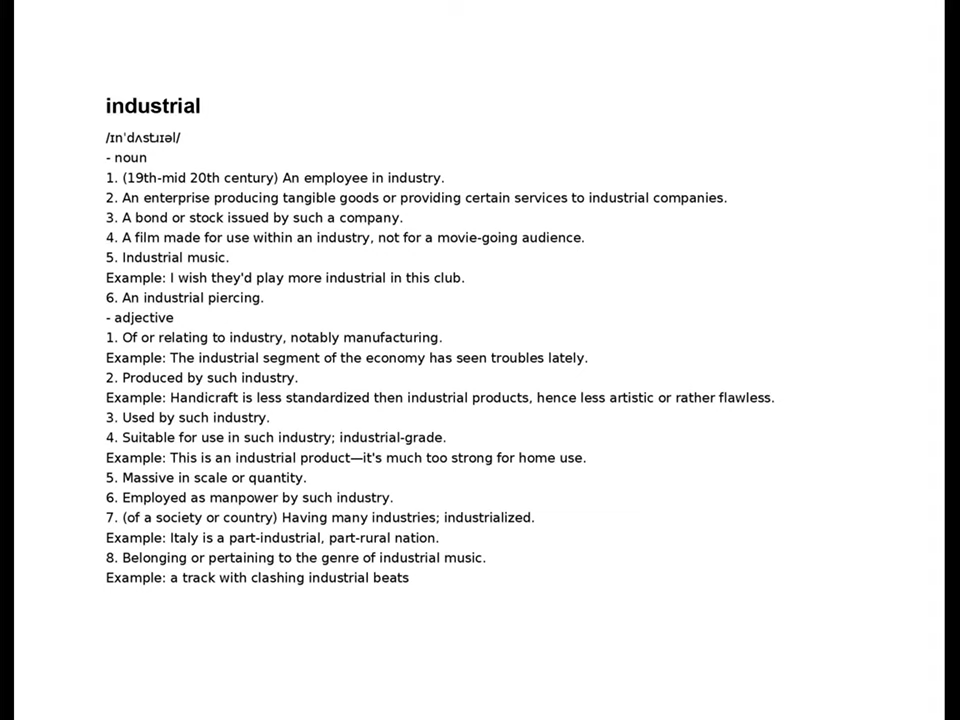 industrial
/ɪnˈdʌstɹɪəl/
- noun
1. (19th-mid 20th century) An employee in industry.
2. An enterprise producing tangible goods or providing certain services to industrial companies.
3. A bond or stock issued by such a company.
4. A film made for use within an industry, not for a movie-going audience.
5. Industrial music.
Example: I wish they'd play more industrial in this club.
6. An industrial piercing.
- adjective
1. Of or relating to industry, notably manufacturing.
Example: The industrial segment of the economy has seen troubles lately.
2. Produced by such industry.
Example: Handicraft is less standardized then industrial products, hence less artistic or rather flawless.
3. Used by such industry.
4. Suitable for use in such industry; industrial-grade.
Example: This is an industrial product—it's much too strong for home use.
5. Massive in scale or quantity.
6. Employed as manpower by such industry.
7. (of a society or country) Having many industries; industrialized.
Example: Italy is a part-industrial, part-rural nation.
8. Belonging or pertaining to the genre of industrial music.
Example: a track with clashing industrial beats